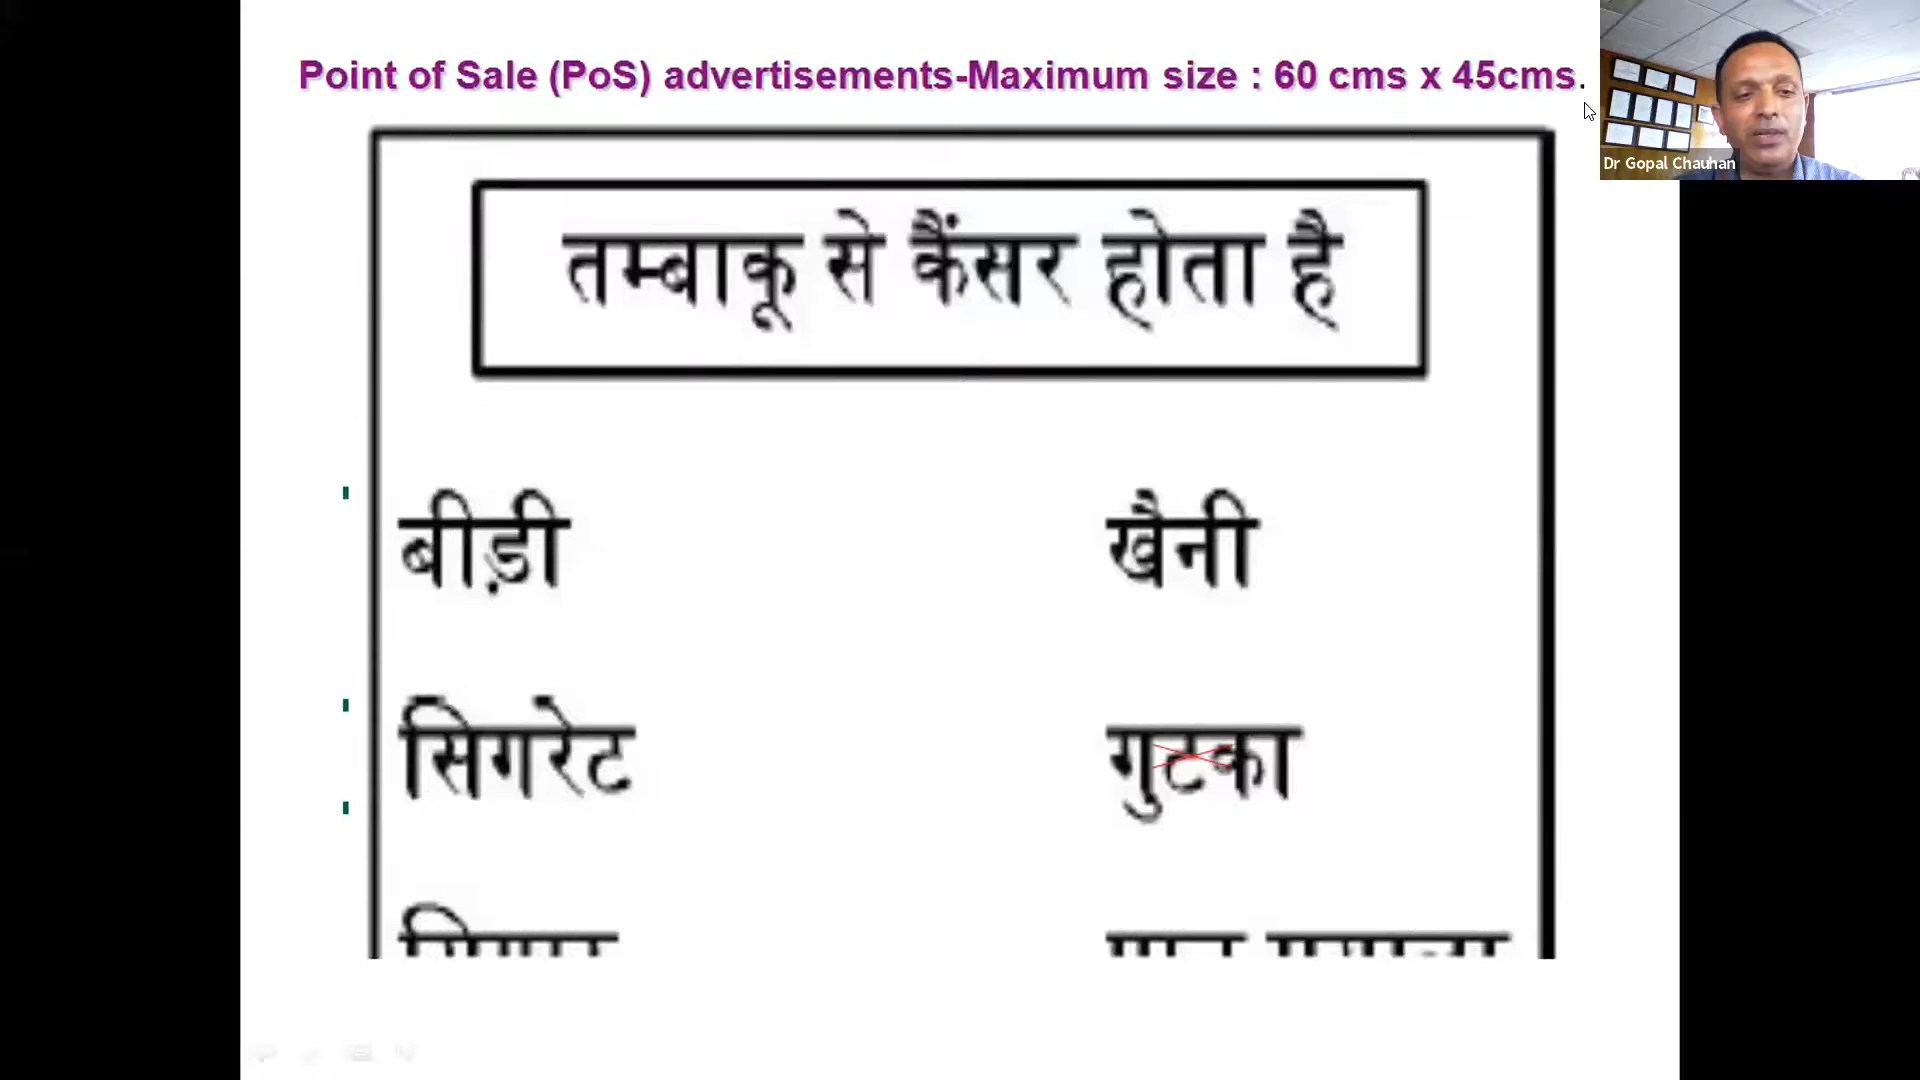 Point of Sale (PoS) advertisements-Maximum size : 60 cms x 45cms.
Dr Gopal Chauhan
तम्बाकू से कैंसर होता है
बीड़ी खैनी
सिगरेट गुटका